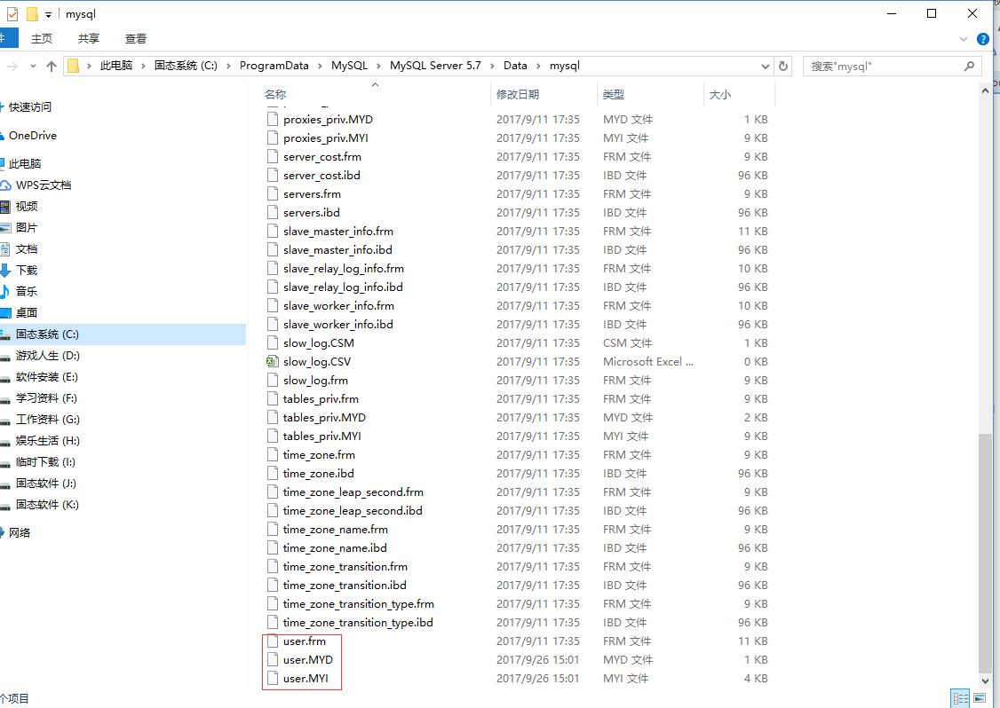 mysql
主页 共享 查看
此电脑 固态系统 (C:) ProgramData MySQL MySQL Server 5.7 Data mysql 搜索"mysql"
名称 修改日期 类型 大小
快速访问
OneDrive
此电脑
WPS云文档
视频
图片
文档
下载
音乐
桌面
固态系统 (C:)
游戏人生 (D:)
软件安装 (E:)
学习资料 (F:)
工作资料 (G:)
娱乐生活 (H:)
临时下载 (I:)
固态软件 (J:)
固态软件 (K:)
网络
proxies_priv.MYD 2017/9/11 17:35 MYD 文件 1 KB
proxies_priv.MYI 2017/9/11 17:35 MYI 文件 9 KB
server_cost.frm 2017/9/11 17:35 FRM 文件 9 KB
server_cost.ibd 2017/9/11 17:35 IBD 文件 96 KB
servers.frm 2017/9/11 17:35 FRM 文件 9 KB
servers.ibd 2017/9/11 17:35 IBD 文件 96 KB
slave_master_info.frm 2017/9/11 17:35 FRM 文件 11 KB
slave_master_info.ibd 2017/9/11 17:35 IBD 文件 96 KB
slave_relay_log_info.frm 2017/9/11 17:35 FRM 文件 10 KB
slave_relay_log_info.ibd 2017/9/11 17:35 IBD 文件 96 KB
slave_worker_info.frm 2017/9/11 17:35 FRM 文件 10 KB
slave_worker_info.ibd 2017/9/11 17:35 IBD 文件 96 KB
slow_log.CSM 2017/9/11 17:35 CSM 文件 1 KB
slow_log.CSV 2017/9/11 17:35 Microsoft Excel ... 0 KB
slow_log.frm 2017/9/11 17:35 FRM 文件 9 KB
tables_priv.frm 2017/9/11 17:35 FRM 文件 9 KB
tables_priv.MYD 2017/9/11 17:35 MYD 文件 2 KB
tables_priv.MYI 2017/9/11 17:35 MYI 文件 9 KB
time_zone.frm 2017/9/11 17:35 FRM 文件 9 KB
time_zone.ibd 2017/9/11 17:35 IBD 文件 96 KB
time_zone_leap_second.frm 2017/9/11 17:35 FRM 文件 9 KB
time_zone_leap_second.ibd 2017/9/11 17:35 IBD 文件 96 KB
time_zone_name.frm 2017/9/11 17:35 FRM 文件 9 KB
time_zone_name.ibd 2017/9/11 17:35 IBD 文件 96 KB
time_zone_transition.frm 2017/9/11 17:35 FRM 文件 9 KB
time_zone_transition.ibd 2017/9/11 17:35 IBD 文件 96 KB
time_zone_transition_type.frm 2017/9/11 17:35 FRM 文件 9 KB
time_zone_transition_type.ibd 2017/9/11 17:35 IBD 文件 96 KB
user.frm 2017/9/11 17:35 FRM 文件 11 KB
user.MYD 2017/9/26 15:01 MYD 文件 1 KB
user.MYI 2017/9/26 15:01 MYI 文件 4 KB
个项目